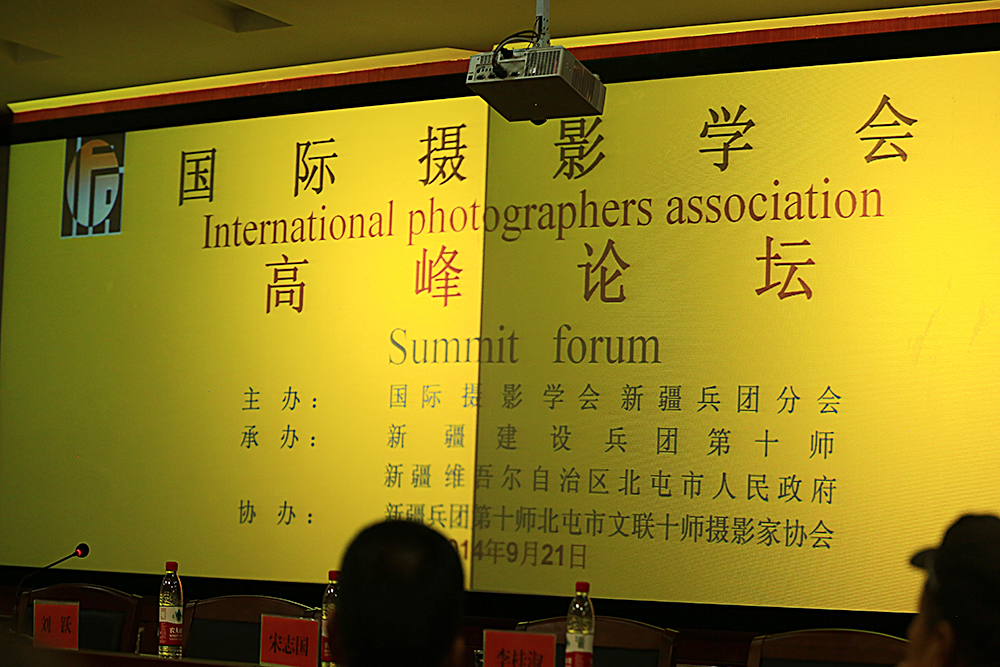 国际摄影学会
International photographers association
高峰论坛
Summit forum
主办： 国际摄影学会新疆兵团分会
承办： 新疆建设兵团第十师
新疆维吾尔自治区北屯市人民政府
协办： 新疆兵团第十师北屯市文联十师摄影家协会
014年9月21日
刘跃
宋志国
李桂淑